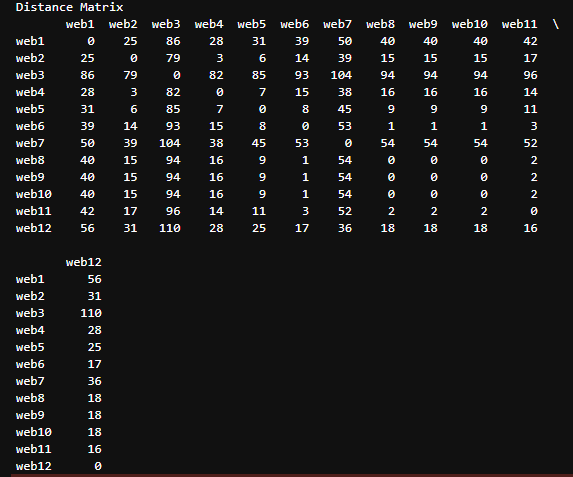 Distance Matrix
web1 web2 web3 web4 web5 web6 web7 web8 web9 web10 web11 \
web1 0 25 86 28 31 39 50 40 40 40 42
web2 25 0 79 3 6 14 39 15 15 15 17
web3 86 79 0 82 85 93 104 94 94 94 96
web4 28 3 82 0 7 15 38 16 16 16 14
web5 31 6 85 7 0 8 45 9 9 9 11
web6 39 14 93 15 8 0 53 1 1 1 3
web7 50 39 104 38 45 53 0 54 54 54 52
web8 40 15 94 16 9 1 54 0 0 0 2
web9 40 15 94 16 9 1 54 0 0 0 2
web10 40 15 94 16 9 1 54 0 0 0 2
web11 42 17 96 14 11 3 52 2 2 2 0
web12 56 31 110 28 25 17 36 18 18 18 16
web12
web1 56
web2 31
web3 110
web4 28
web5 25
web6 17
web7 36
web8 18
web9 18
web10 18
web11 16
web12 0